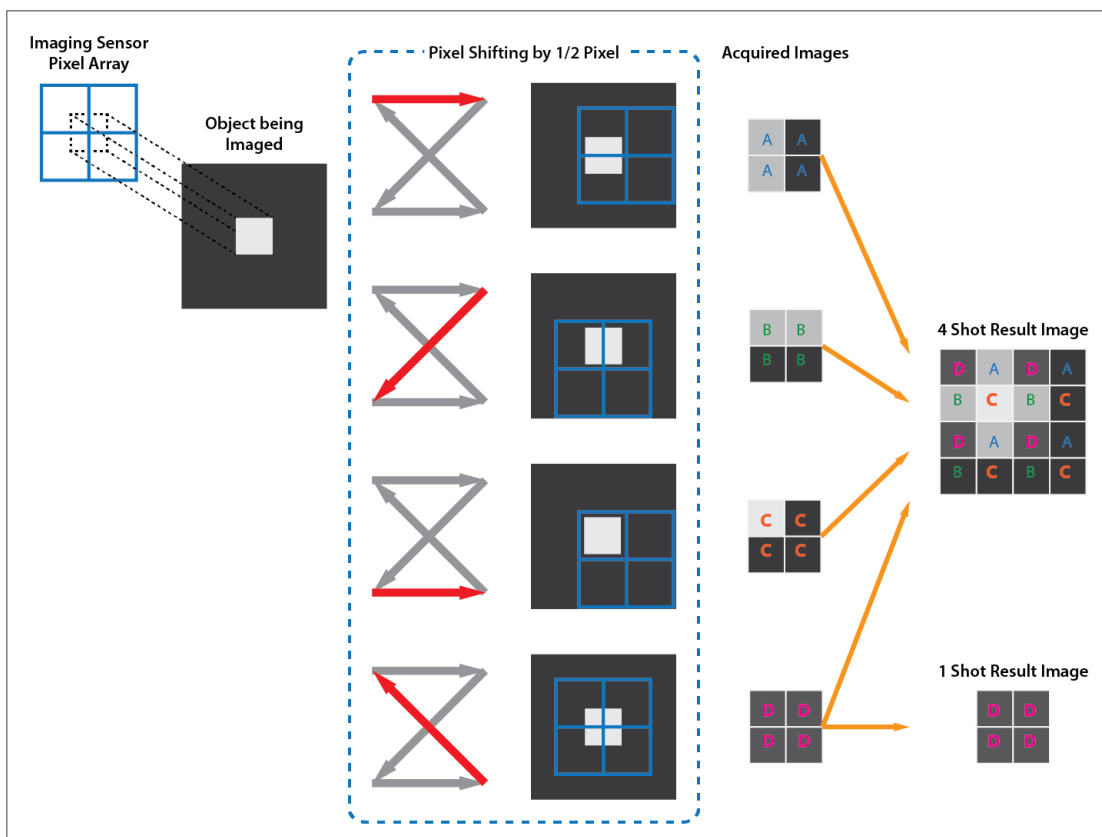 Imaging Sensor
Pixel Array
Object being
Imaged
Pixel Shifting by 1/2 Pixel
Acquired Images
A A
A A
B B
B B
C C
C C
D D
D D
4 Shot Result Image
D A D A
B C B C
D A D A
B C B C
1 Shot Result Image
D D
D D